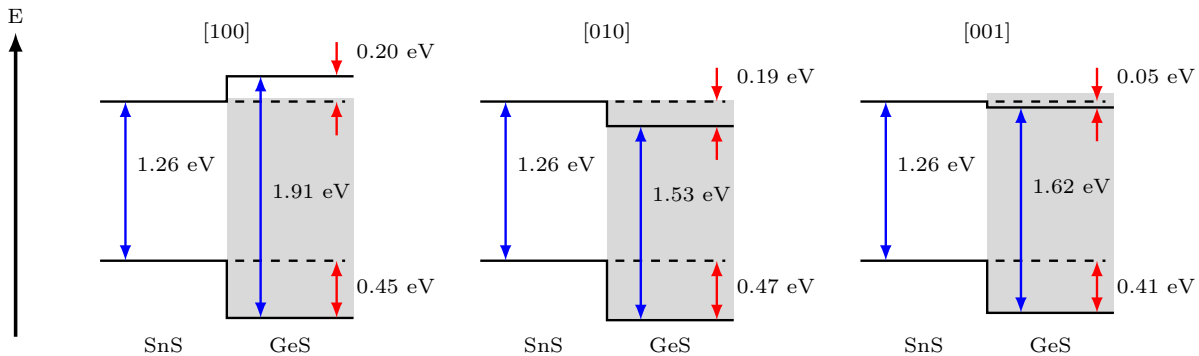 E
[100]
0.20 eV
1.26 eV
1.91 eV
0.45 eV
SnS
GeS
[010]
0.19 eV
1.26 eV
1.53 eV
0.47 eV
SnS
GeS
[001]
0.05 eV
1.26 eV
1.62 eV
0.41 eV
SnS
GeS